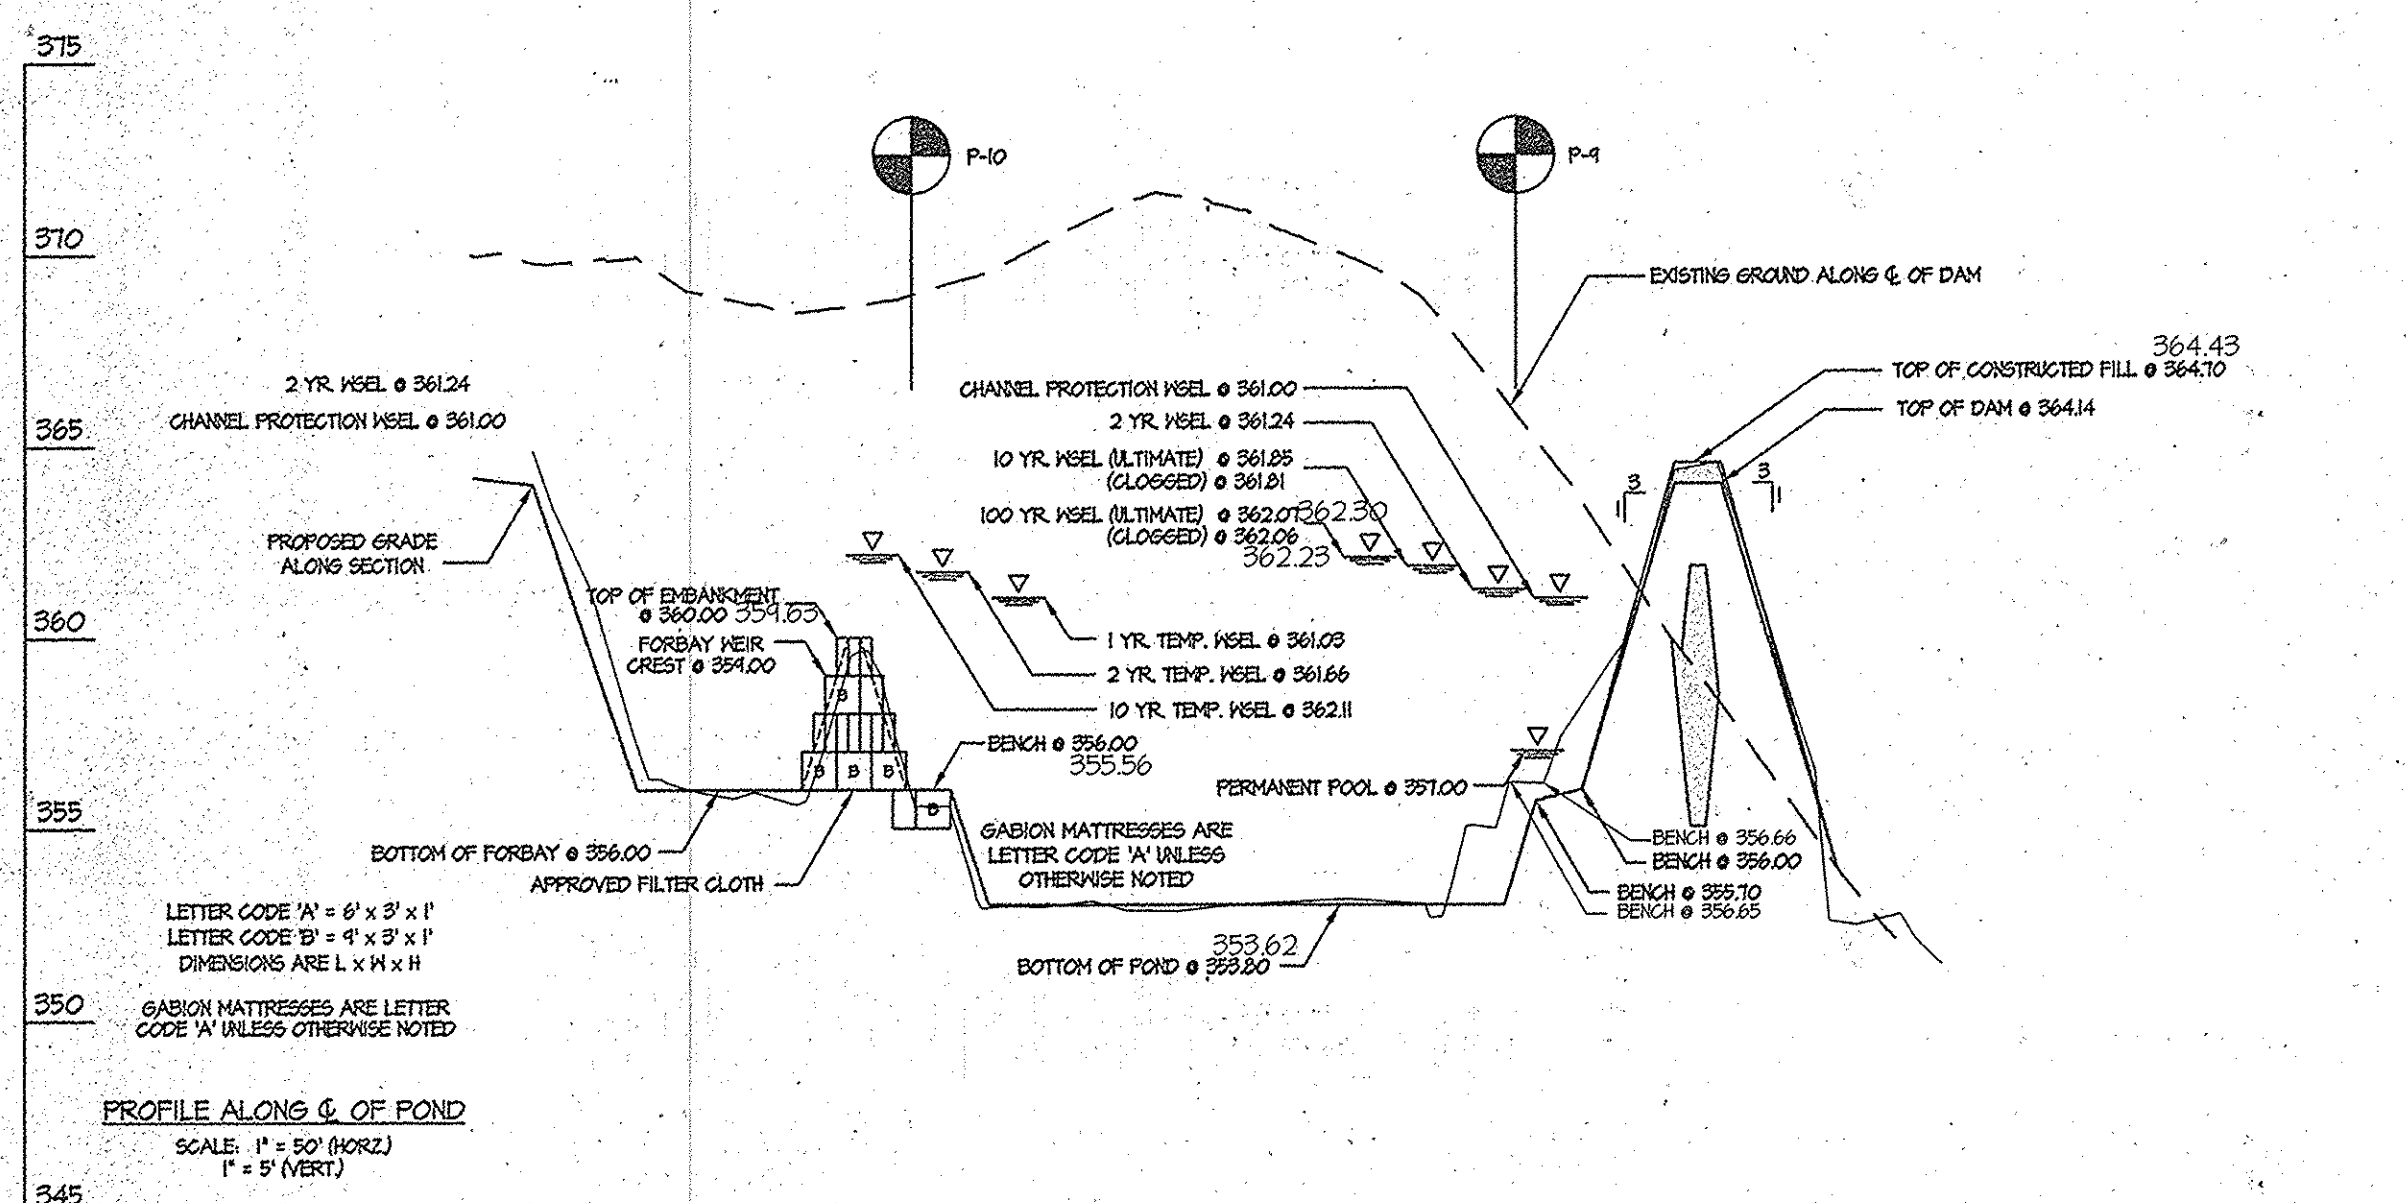 375
370
365
360
355
350
345
P-10
P-9
EXISTING GROUND ALONG ℄ OF DAM
364.43
TOP OF CONSTRUCTED FILL @ 364.70
TOP OF DAM @ 364.14
3
1
3
1
2 YR. WSEL @ 361.24
CHANNEL PROTECTION WSEL @ 361.00
PROPOSED GRADE
ALONG SECTION
CHANNEL PROTECTION WSEL @ 361.00
2 YR. WSEL @ 361.24
10 YR. WSEL (ULTIMATE) @ 361.85
(CLOGGED) @ 361.81
100 YR. WSEL (ULTIMATE) @ 362.07 362.30
(CLOGGED) @ 362.06
362.23
TOP OF EMBANKMENT
@ 360.00 359.63
FORBAY WEIR
CREST @ 359.00
1 YR. TEMP. WSEL @ 361.03
2 YR. TEMP. WSEL @ 361.66
10 YR. TEMP. WSEL @ 362.11
B
B B B
B
BENCH @ 356.00
355.56
PERMANENT POOL @ 357.00
GABION MATTRESSES ARE
LETTER CODE 'A' UNLESS
OTHERWISE NOTED
BENCH @ 356.66
BENCH @ 356.00
BENCH @ 355.70
BENCH @ 356.65
BOTTOM OF FORBAY @ 356.00
APPROVED FILTER CLOTH
353.62
BOTTOM OF POND @ 353.80
LETTER CODE 'A' = 6' x 3' x 1'
LETTER CODE 'B' = 9' x 3' x 1'
DIMENSIONS ARE L x W x H
GABION MATTRESSES ARE LETTER
CODE 'A' UNLESS OTHERWISE NOTED
PROFILE ALONG ℄ OF POND
SCALE: 1" = 50' (HORZ.)
1" = 5' (VERT.)